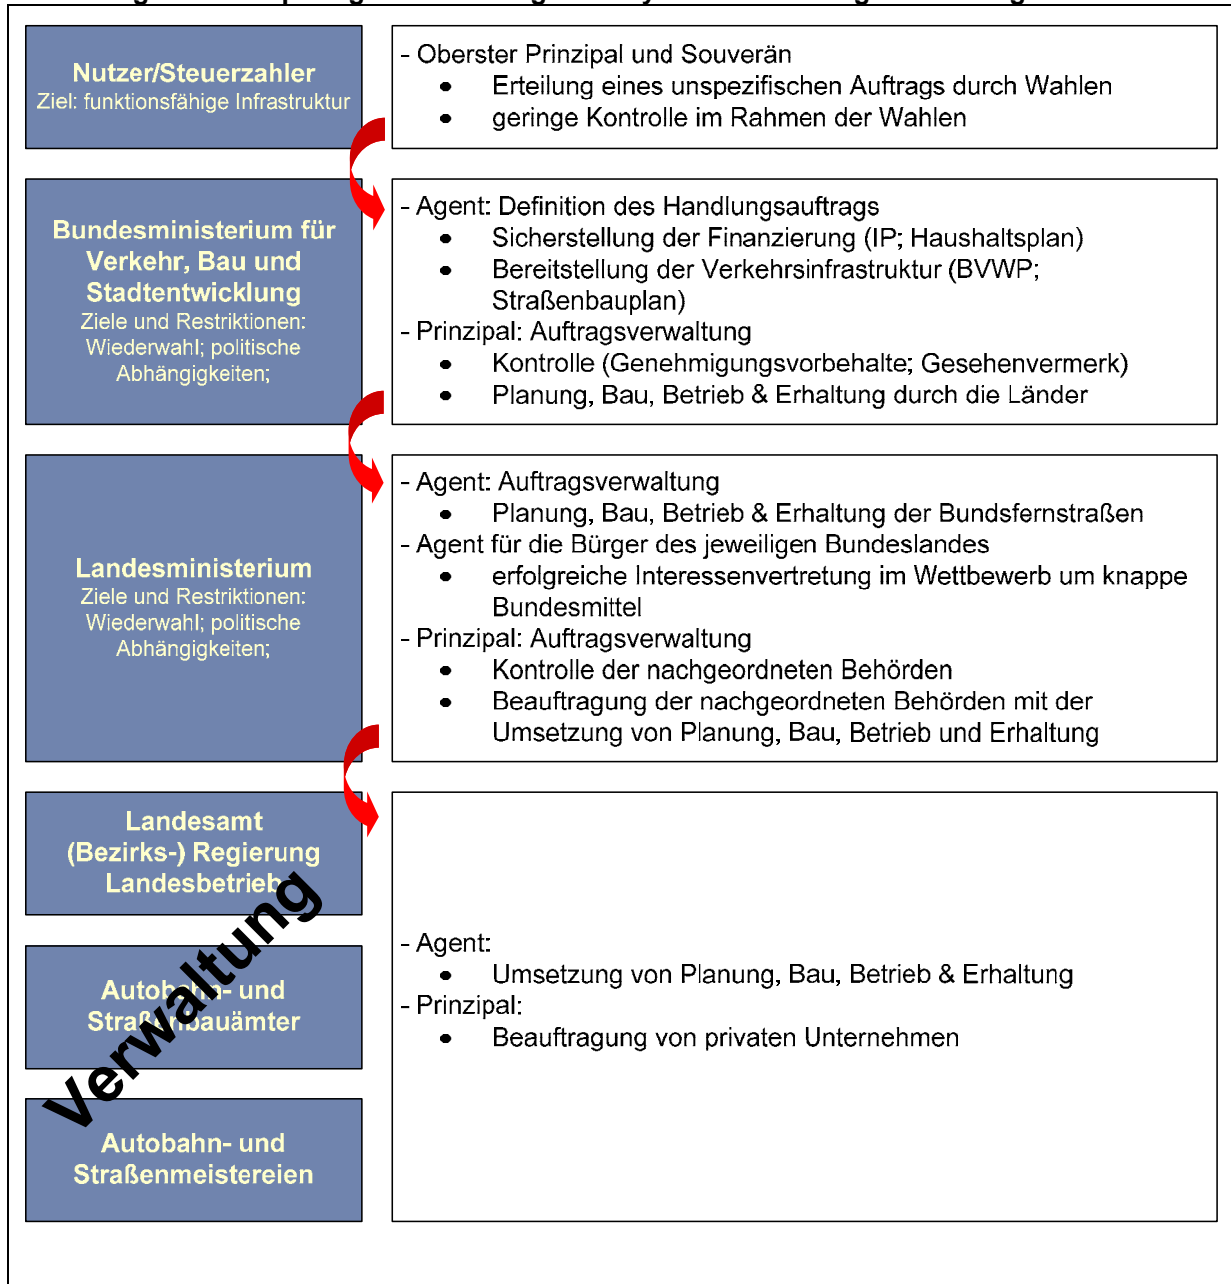 Nutzer/Steuerzahler
Ziel: funktionsfähige Infrastruktur
- Oberster Prinzipal und Souverän
• Erteilung eines unspezifischen Auftrags durch Wahlen
• geringe Kontrolle im Rahmen der Wahlen
Bundesministerium für
Verkehr, Bau und
Stadtentwicklung
Ziele und Restriktionen:
Wiederwahl; politische
Abhängigkeiten;
- Agent: Definition des Handlungsauftrags
• Sicherstellung der Finanzierung (IP; Haushaltsplan)
• Bereitstellung der Verkehrsinfrastruktur (BVWP;
Straßenbauplan)
- Prinzipal: Auftragsverwaltung
• Kontrolle (Genehmigungsvorbehalte; Gesehenvermerk)
• Planung, Bau, Betrieb & Erhaltung durch die Länder
Landesministerium
Ziele und Restriktionen:
Wiederwahl; politische
Abhängigkeiten;
- Agent: Auftragsverwaltung
• Planung, Bau, Betrieb & Erhaltung der Bundsfernstraßen
- Agent für die Bürger des jeweiligen Bundeslandes
• erfolgreiche Interessenvertretung im Wettbewerb um knappe
Bundesmittel
- Prinzipal: Auftragsverwaltung
• Kontrolle der nachgeordneten Behörden
• Beauftragung der nachgeordneten Behörden mit der
Umsetzung von Planung, Bau, Betrieb und Erhaltung
Landesamt
(Bezirks-) Regierung
Landesbetrieb
Autobahn- und
Straßenbauämter
Autobahn- und
Straßenmeistereien
Verwaltung
- Agent:
• Umsetzung von Planung, Bau, Betrieb & Erhaltung
- Prinzipal:
• Beauftragung von privaten Unternehmen